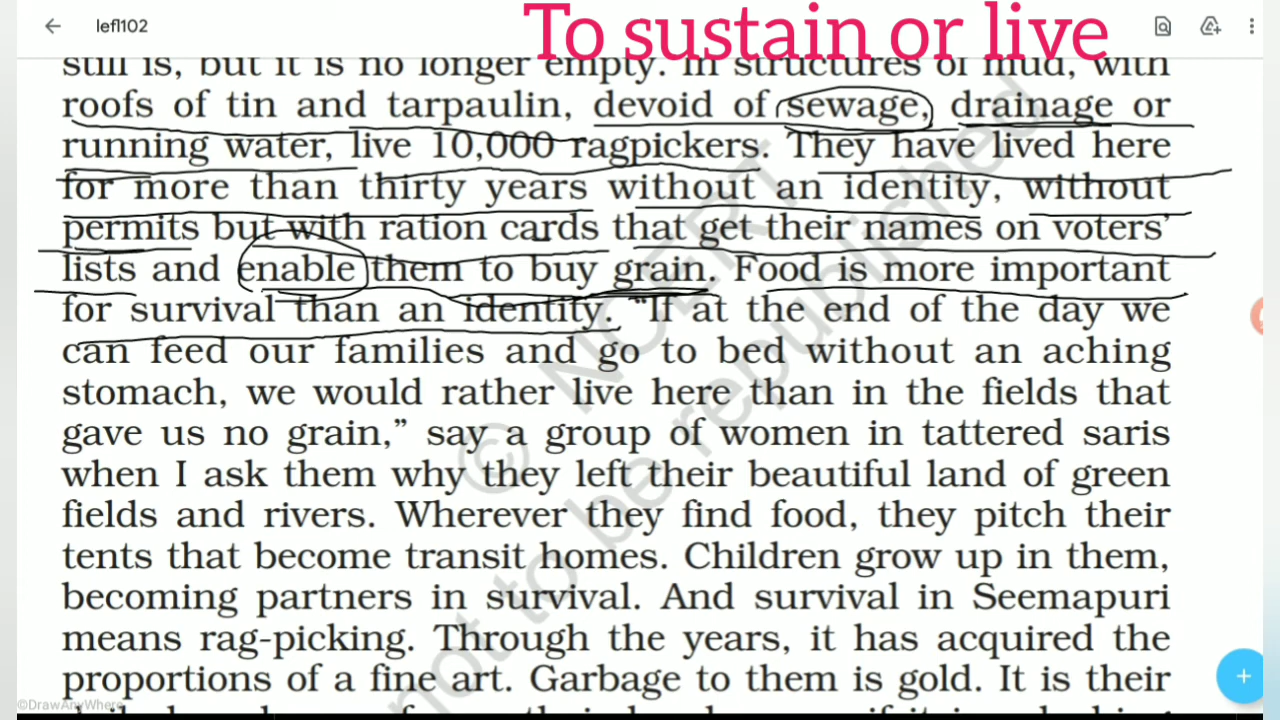 lefl102
To sustain or live
still is, but it is no longer empty. In structures of mud, with
roofs of tin and tarpaulin, devoid of sewage, drainage or
running water, live 10,000 ragpickers. They have lived here
for more than thirty years without an identity, without
permits but with ration cards that get their names on voters’
lists and enable them to buy grain. Food is more important
for survival than an identity. “If at the end of the day we
can feed our families and go to bed without an aching
stomach, we would rather live here than in the fields that
gave us no grain,” say a group of women in tattered saris
when I ask them why they left their beautiful land of green
fields and rivers. Wherever they find food, they pitch their
tents that become transit homes. Children grow up in them,
becoming partners in survival. And survival in Seemapuri
means rag-picking. Through the years, it has acquired the
proportions of a fine art. Garbage to them is gold. It is their
© NCERT
not to be republished
©DrawAnyWhere